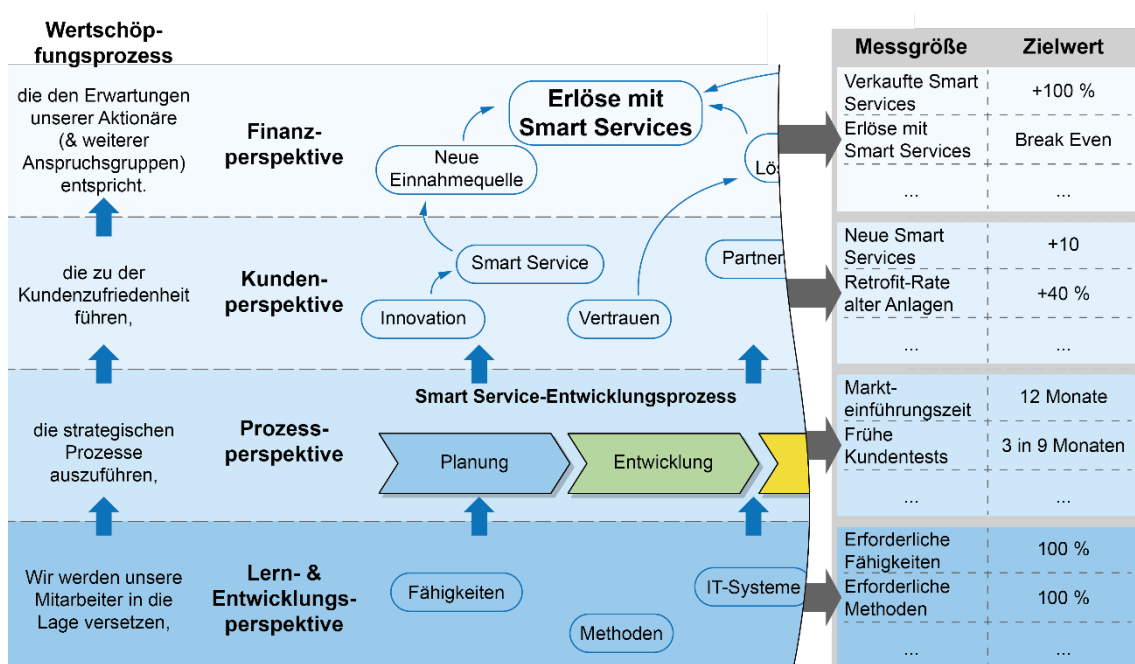 Wertschöp-
fungsprozess
die den Erwartungen
unserer Aktionäre
(& weiterer
Anspruchsgruppen)
entspricht.
Finanz-
perspektive
Erlöse mit
Smart Services
Neue
Einnahmequelle
Lös
die zu der
Kundenzufriedenheit
führen,
Kunden-
perspektive
Smart Service
Innovation
Vertrauen
Partner
die strategischen
Prozesse
auszuführen,
Prozess-
perspektive
Smart Service-Entwicklungsprozess
Planung
Entwicklung
Wir werden unsere
Mitarbeiter in die
Lage versetzen,
Lern- &
Entwicklungs-
perspektive
Fähigkeiten
Methoden
IT-Systeme
Messgröße Zielwert
Verkaufte Smart
Services
+100 %
Erlöse mit
Smart Services
Break Even
... ...
Neue Smart
Services
+10
Retrofit-Rate
alter Anlagen
+40 %
... ...
Markt-
einführungszeit
12 Monate
Frühe
Kundentests
3 in 9 Monaten
... ...
Erforderliche
Fähigkeiten
100 %
Erforderliche
Methoden
100 %
... ...